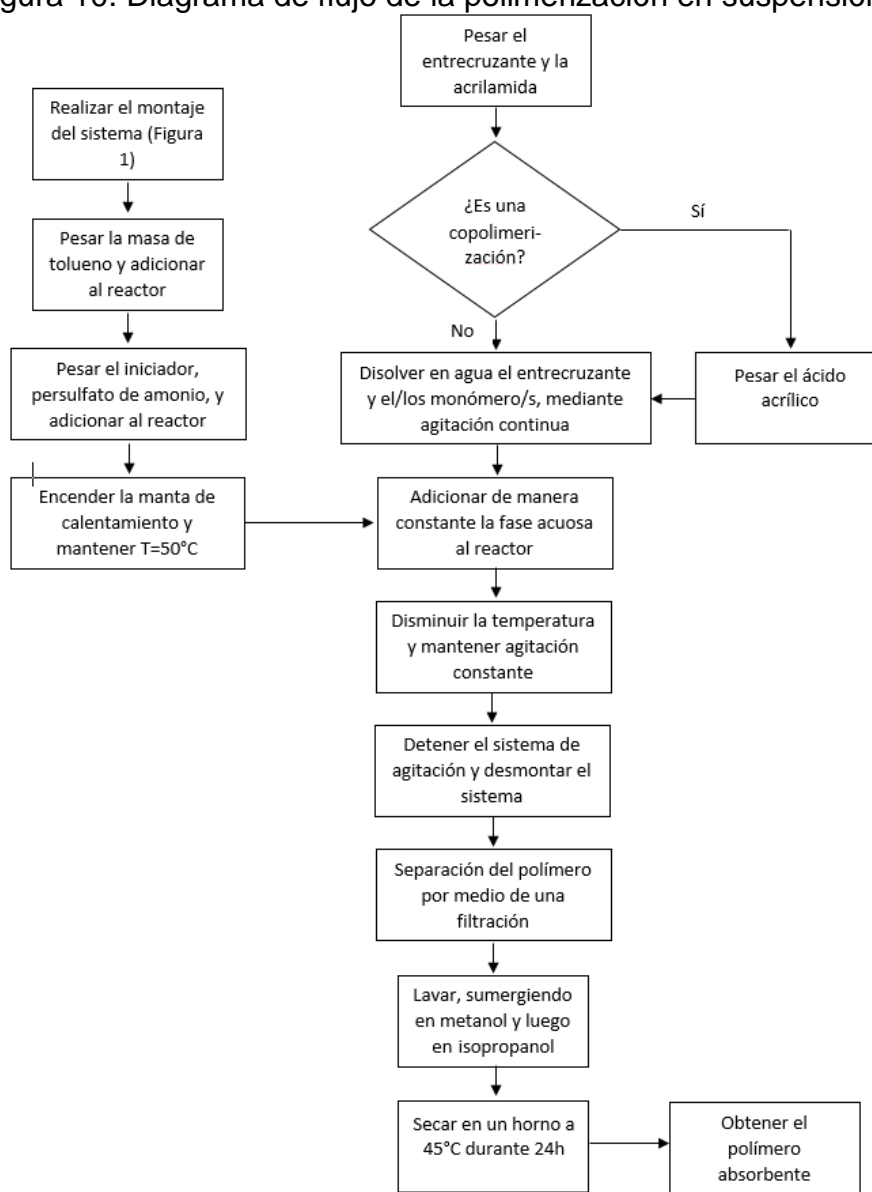 gura 10. Diagrama de flujo de la polimerización en suspensión
Realizar el montaje
del sistema (Figura
1)
Pesar la masa de
tolueno y adicionar
al reactor
Pesar el iniciador,
persulfato de amonio, y
adicionar al reactor
Encender la manta de
calentamiento y
mantener T=50°C
Pesar el
entrecruzante y la
acrilamida
¿Es una
copolimeri-
zación?
Sí
No
Pesar el ácido
acrílico
Disolver en agua el entrecruzante
y el/los monómero/s, mediante
agitación continua
Adicionar de manera
constante la fase acuosa
al reactor
Disminuir la temperatura
y mantener agitación
constante
Detener el sistema de
agitación y desmontar el
sistema
Separación del polímero
por medio de una
filtración
Lavar, sumergiendo
en metanol y luego
en isopropanol
Secar en un horno a
45°C durante 24h
Obtener el
polímero
absorbente